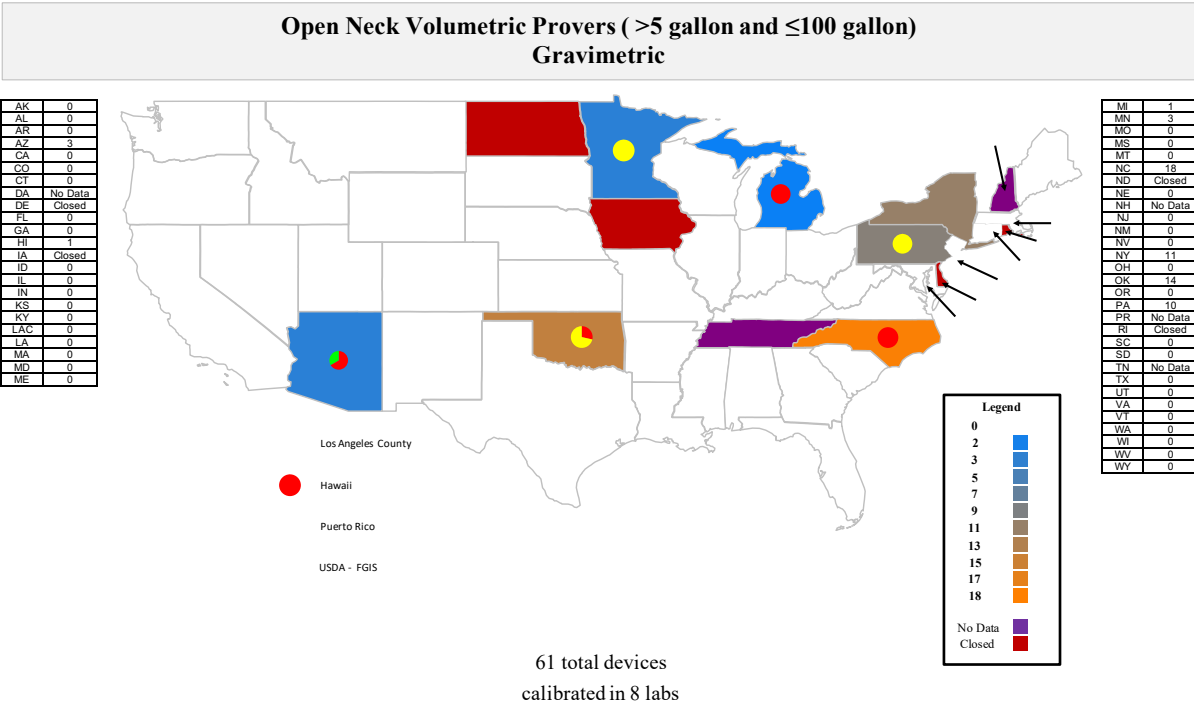 Open Neck Volumetric Provers ( >5 gallon and ≤100 gallon)
Gravimetric
AK 0
AL 0
AR 0
AZ 3
CA 0
CO 0
CT 0
DA No Data
DE Closed
FL 0
GA 0
HI 1
IA Closed
ID 0
IL 0
IN 0
KS 0
KY 0
LAC 0
LA 0
MA 0
MD 0
ME 0
MI 1
MN 3
MO 0
MS 0
MT 0
NC 18
ND Closed
NE 0
NH No Data
NJ 0
NM 0
NV 0
NY 11
OH 0
OK 14
OR 0
PA 10
PR No Data
RI Closed
SC 0
SD 0
TN No Data
TX 0
UT 0
VA 0
VT 0
WA 0
WI 0
WV 0
WY 0
Los Angeles County
Hawaii
Puerto Rico
USDA - FGIS
Legend
0
2
3
5
7
9
11
13
15
17
18
No Data
Closed
61 total devices
calibrated in 8 labs